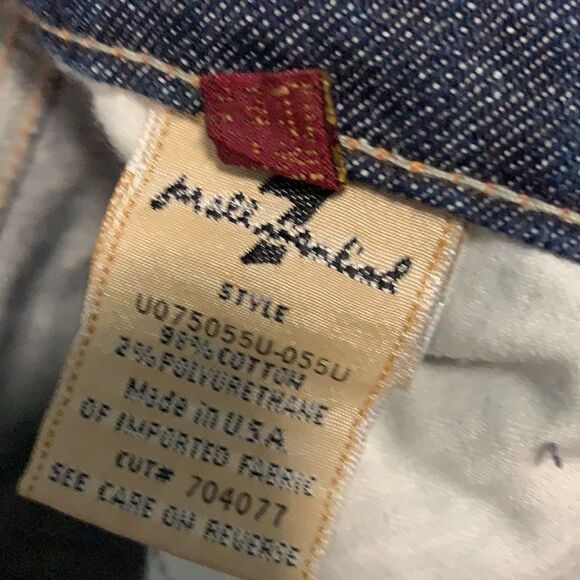 7
for all mankind
STYLE
U075055U-055U
98% COTTON
2% POLYURETHANE
MADE IN U.S.A.
OF IMPORTED FABRIC
CUT# 704077
SEE CARE ON REVERSE